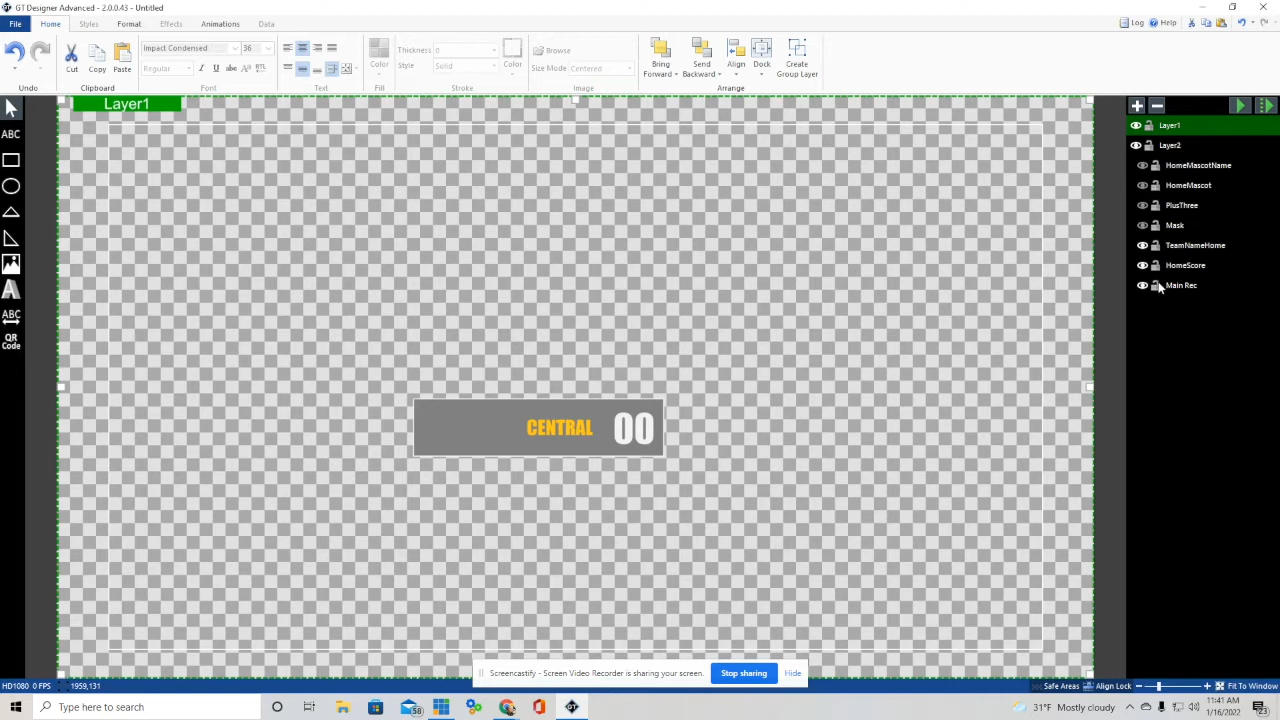 GT Designer Advanced - 2.0.0.43 - Untitled
File Home Styles Format Effects Animations Data Log Help
Impact Condensed 36 Thickness 0 Browse
Regular ABC RTL Style Solid Size Mode Centered
Cut Copy Paste Color Color Bring Forward Send Backward Align Dock Create Group Layer
Undo Clipboard Font Text Fill Stroke Image Arrange
Layer1
ABC
ABC
QR
Code
Layer1
Layer2
HomeMascotName
HomeMascot
PlusThree
Mask
TeamNameHome
HomeScore
Main Rec
CENTRAL 00
Screencastify - Screen Video Recorder is sharing your screen. Stop sharing Hide
HD1080 0 FPS 1959,131 Safe Areas Align Lock Fit To Window
Type here to search 58 31°F Mostly cloudy 11:41 AM
1/16/2022 23